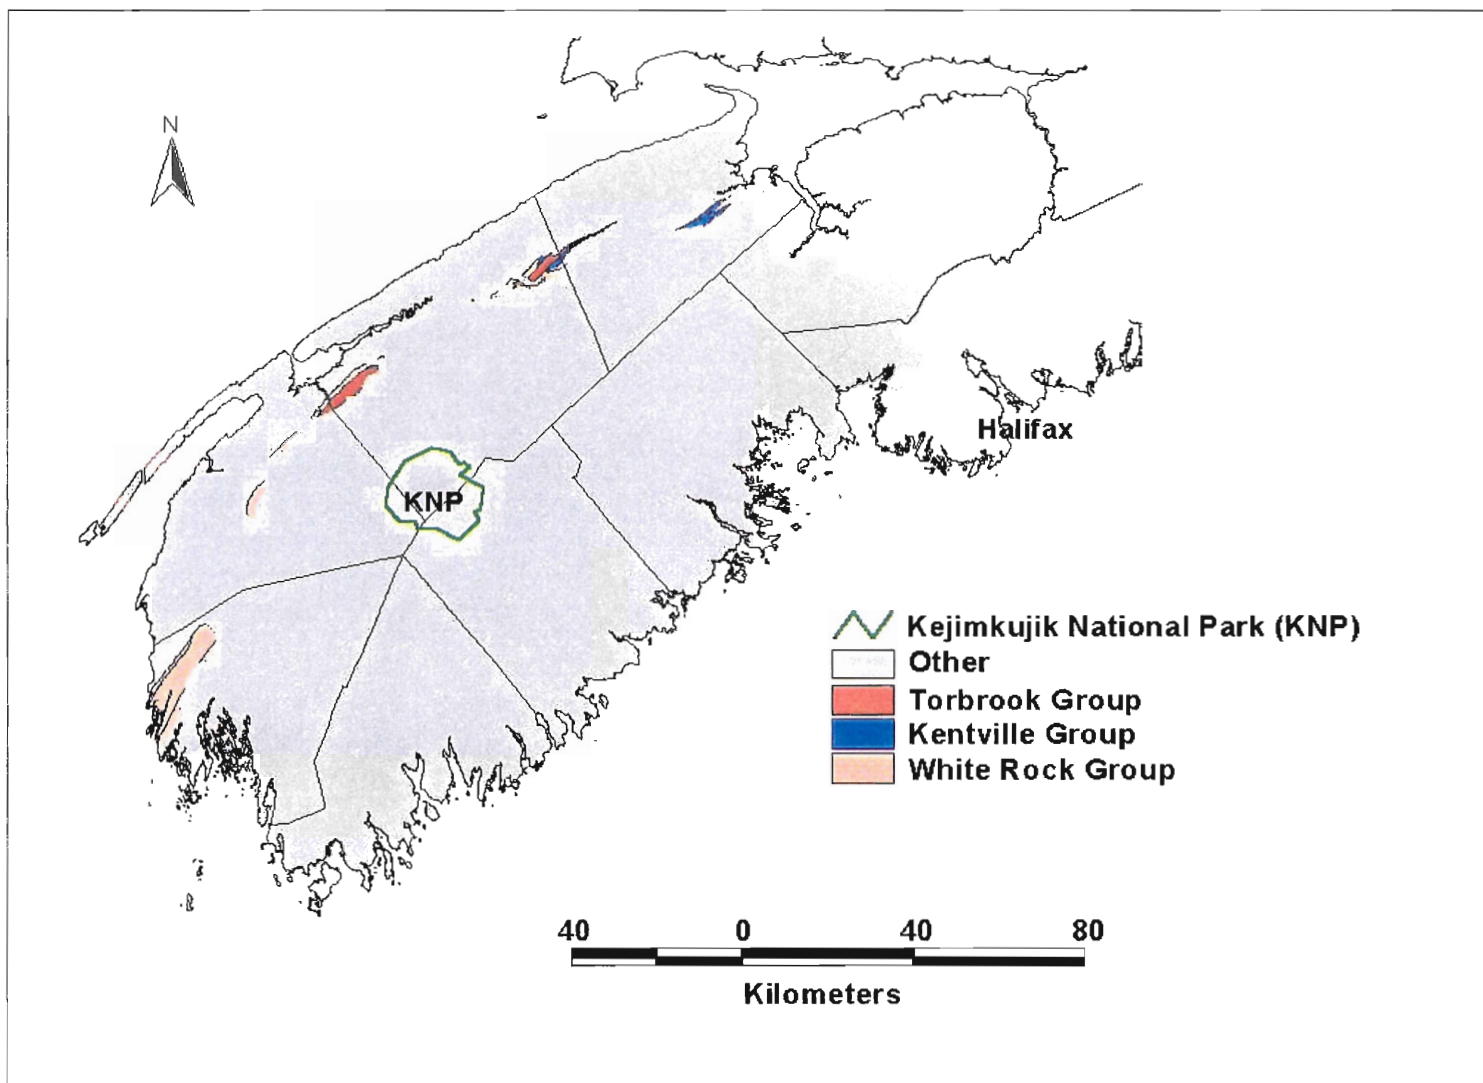 N
KNP
Halifax
Kejimkujik National Park (KNP)
Other
Torbrook Group
Kentville Group
White Rock Group
40 0 40 80
Kilometers